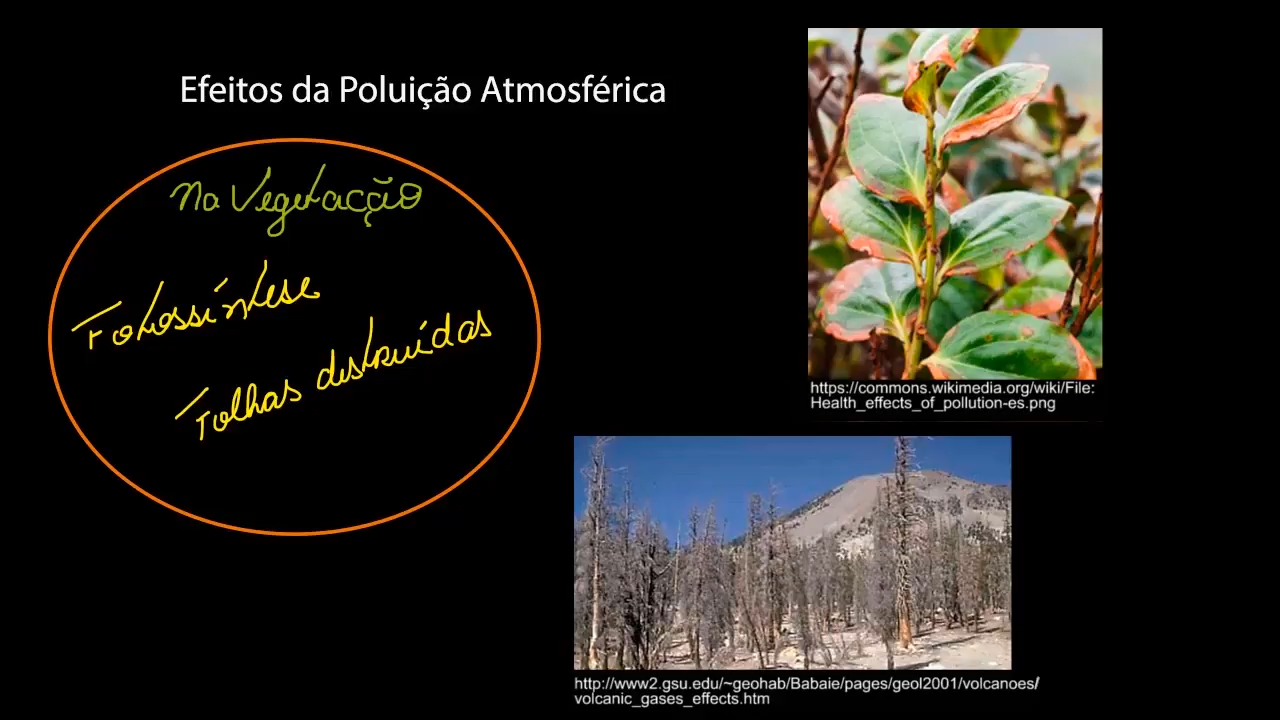 Efeitos da Poluição Atmosférica
Na Vegetação
Fotossíntese
Folhas destruídas
https://commons.wikimedia.org/wiki/File:
Health_effects_of_pollution-es.png
http://www2.gsu.edu/~geohab/Babaie/pages/geol2001/volcanoes/
volcanic_gases_effects.htm